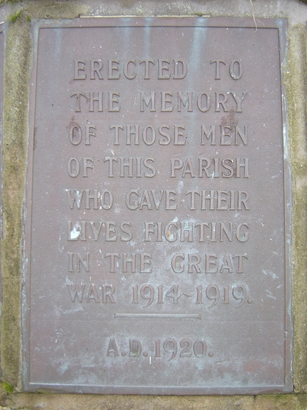 ERECTED TO
THE MEMORY
OF THOSE MEN
OF THIS PARISH
WHO GAVE THEIR
LIVES FIGHTING
IN THE GREAT
WAR 1914-1919.
A.D. 1920.